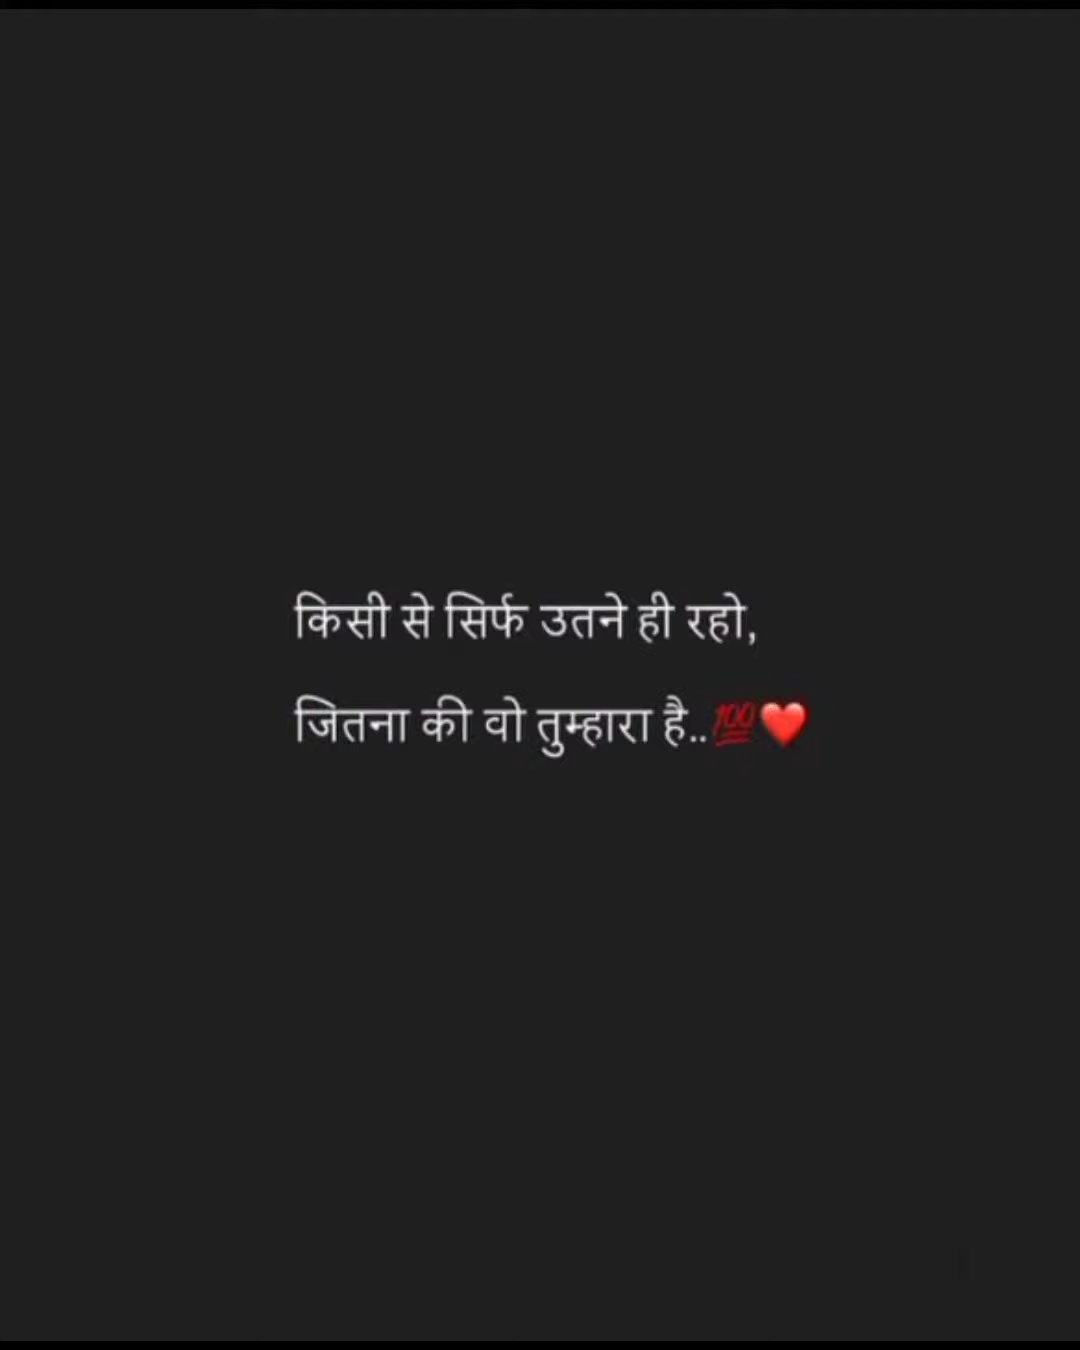 किसी से सिर्फ उतने ही रहो,
जितना की वो तुम्हारा है..💯❤️